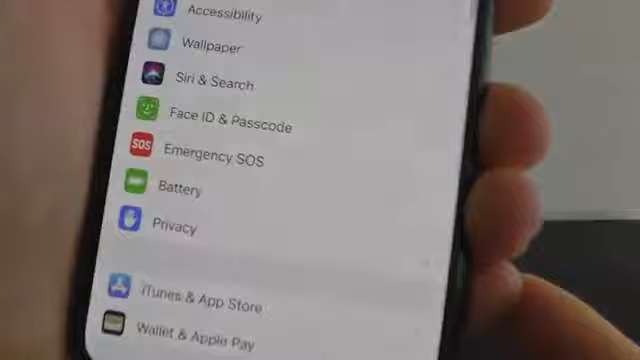 Accessibility
Wallpaper
Siri & Search
Face ID & Passcode
SOS
Emergency SOS
Battery
Privacy
iTunes & App Store
Wallet & Apple Pay